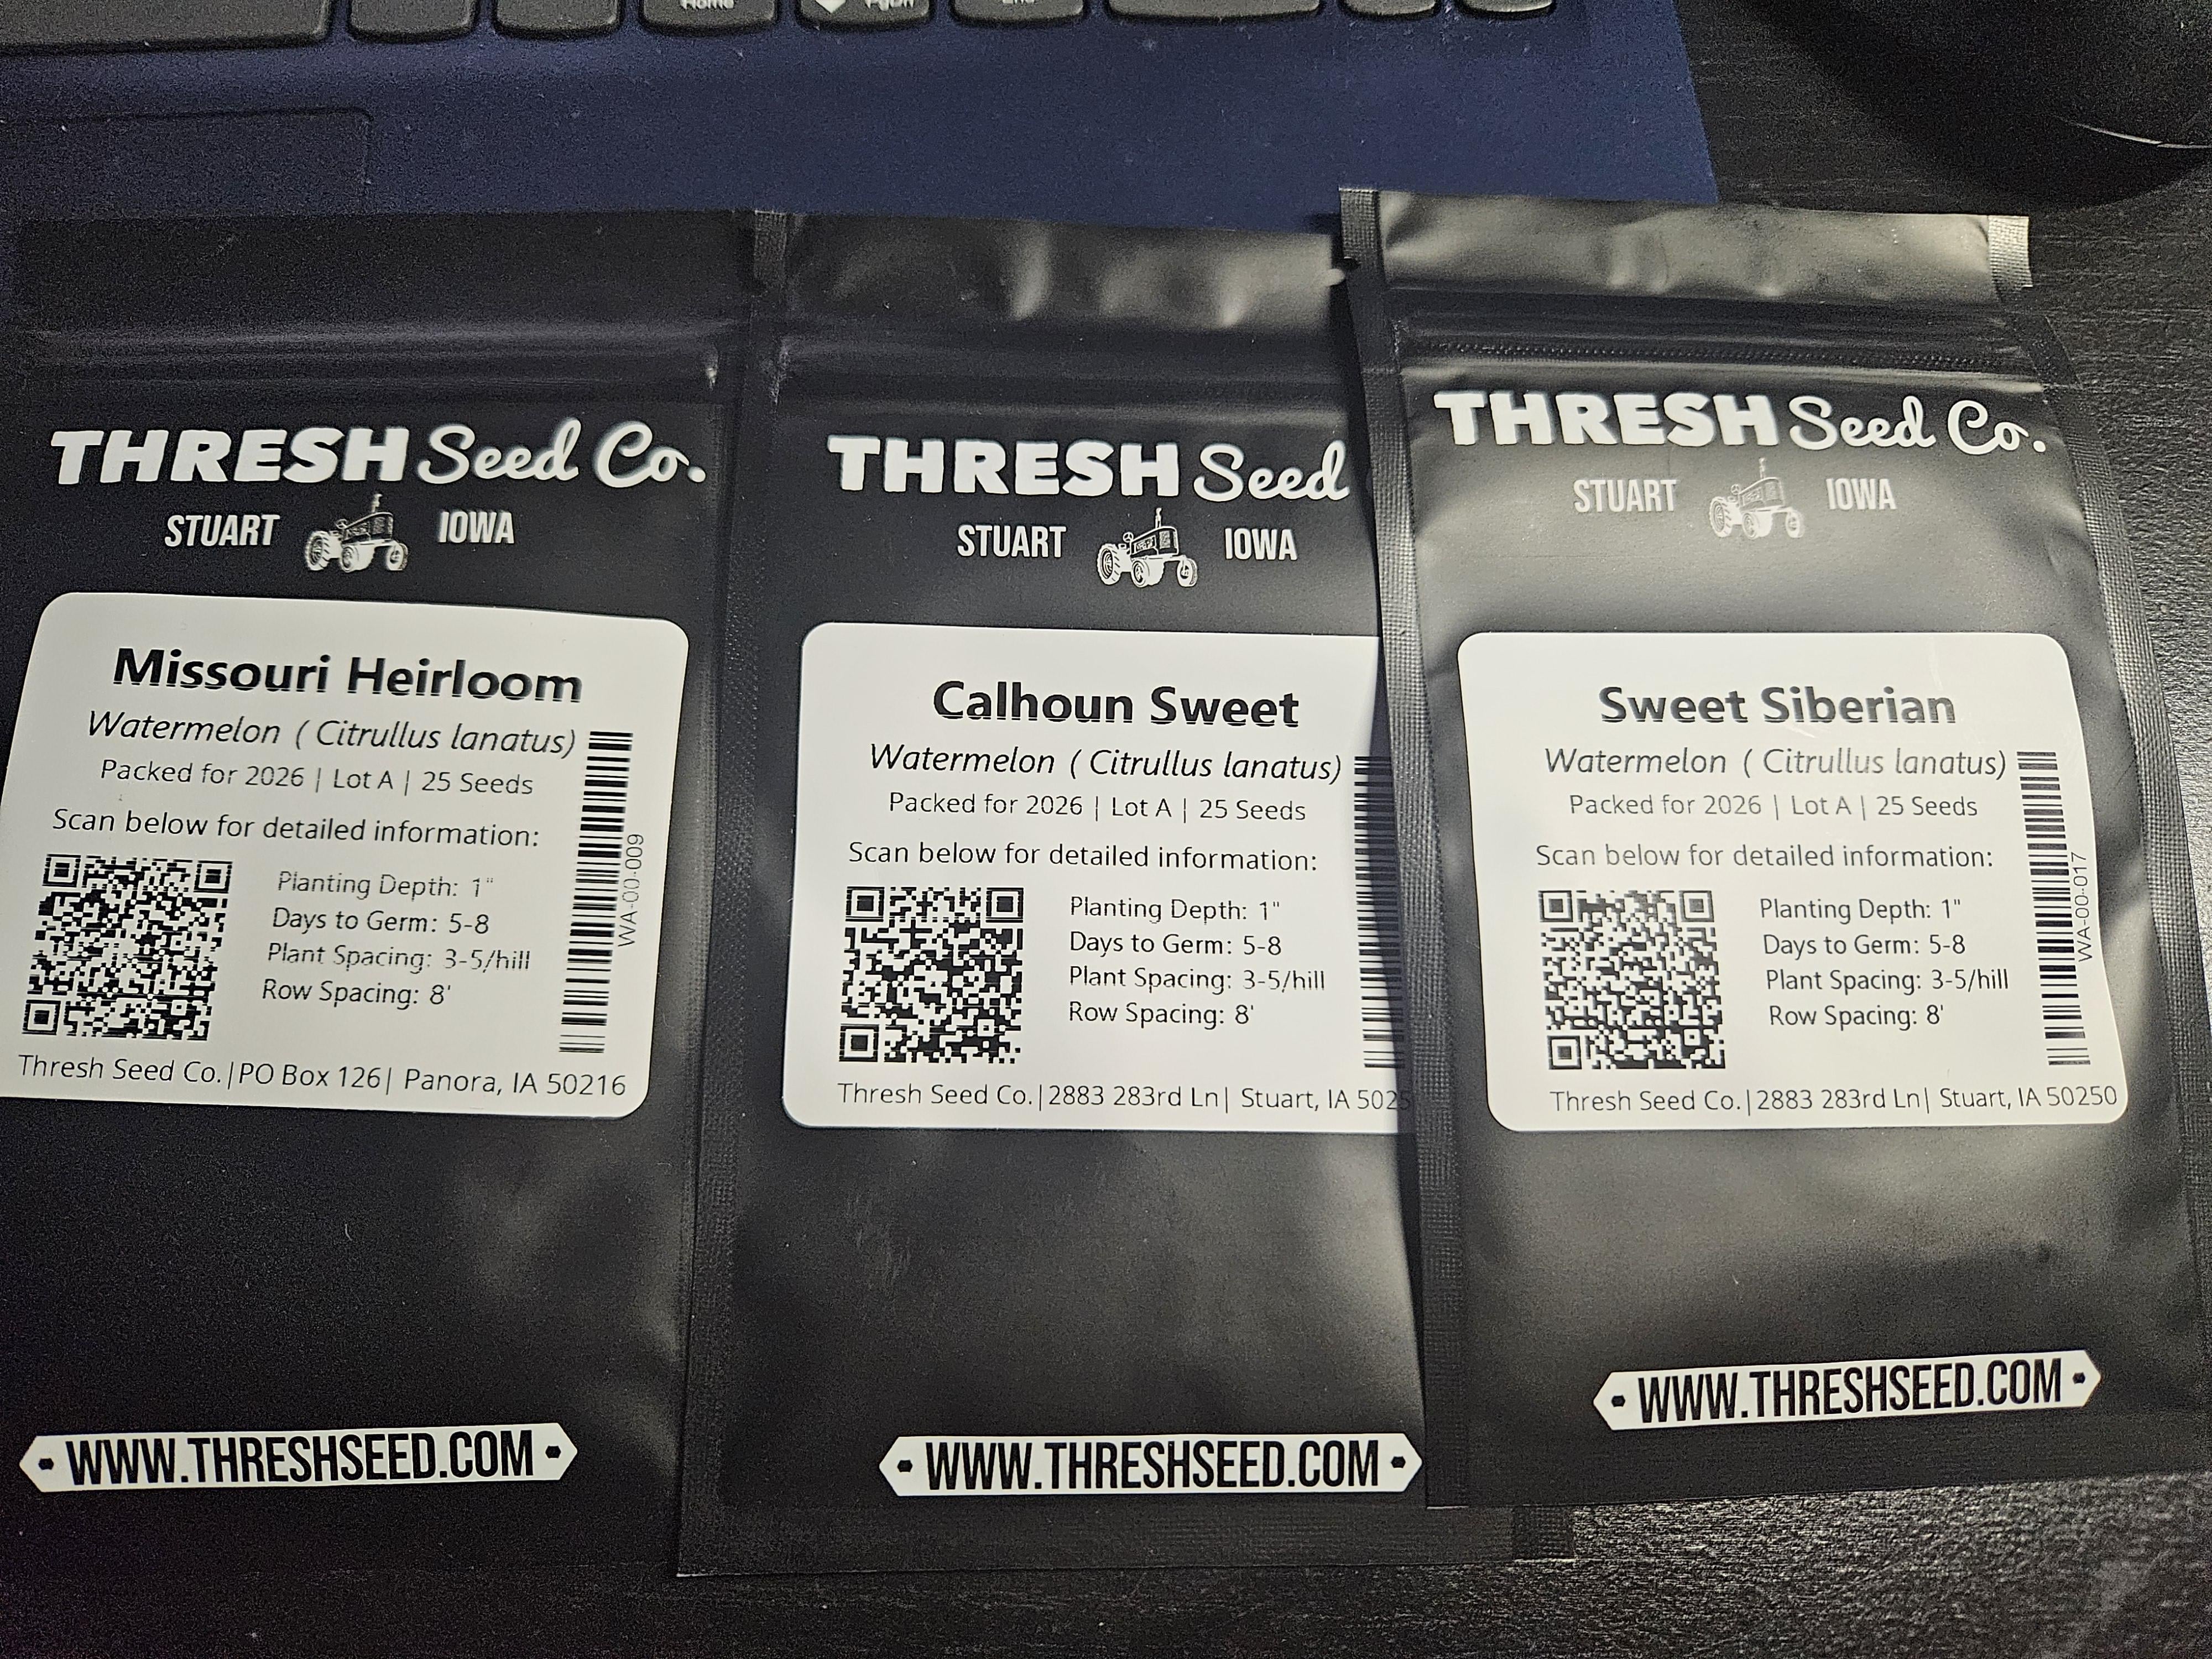 Home
End
THRESH Seed Co.
STUART IOWA
Missouri Heirloom
Watermelon ( Citrullus lanatus)
Packed for 2026 | Lot A | 25 Seeds
Scan below for detailed information:
Planting Depth: 1"
Days to Germ: 5-8
Plant Spacing: 3-5/hill
Row Spacing: 8'
WA-00-009
Thresh Seed Co.|PO Box 126| Panora, IA 50216
WWW.THRESHSEED.COM
THRESH Seed
STUART IOWA
Calhoun Sweet
Watermelon ( Citrullus lanatus)
Packed for 2026 | Lot A | 25 Seeds
Scan below for detailed information:
Planting Depth: 1"
Days to Germ: 5-8
Plant Spacing: 3-5/hill
Row Spacing: 8'
Thresh Seed Co.|2883 283rd Ln| Stuart, IA 5025
WWW.THRESHSEED.COM
THRESH Seed Co.
STUART IOWA
Sweet Siberian
Watermelon ( Citrullus lanatus)
Packed for 2026 | Lot A | 25 Seeds
Scan below for detailed information:
Planting Depth: 1"
Days to Germ: 5-8
Plant Spacing: 3-5/hill
Row Spacing: 8'
WA-00-017
Thresh Seed Co.|2883 283rd Ln| Stuart, IA 50250
WWW.THRESHSEED.COM